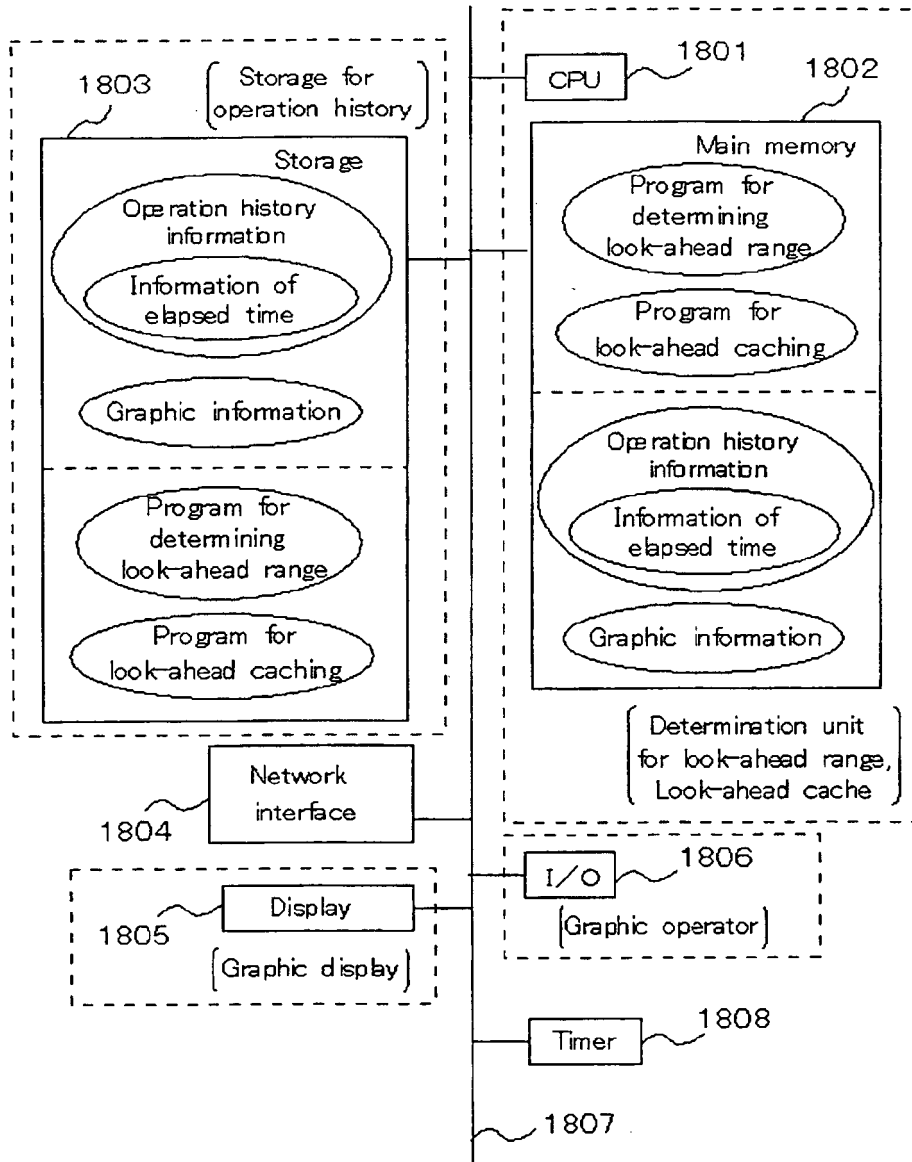 1803
Storage for
operation history
Storage
Operation history
information
Information of
elapsed time
Graphic information
Program for
determining
look-ahead range
Program for
look-ahead caching
1801
CPU
1802
Main memory
Program for
determining
look-ahead range
Program for
look-ahead caching
Operation history
information
Information of
elapsed time
Graphic information
Determination unit
for look-ahead range,
Look-ahead cache
Network
interface
1804
1806
I/O
Graphic operator
Display
1805
Graphic display
1808
Timer
1807